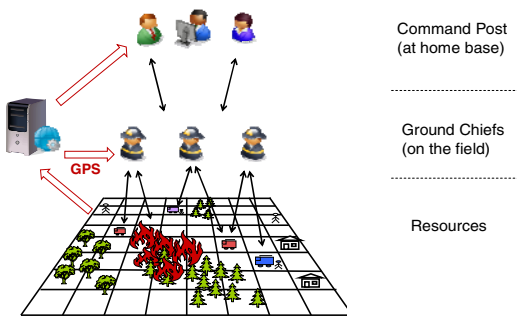 Command Post
(at home base)
Ground Chiefs
(on the field)
GPS
Resources